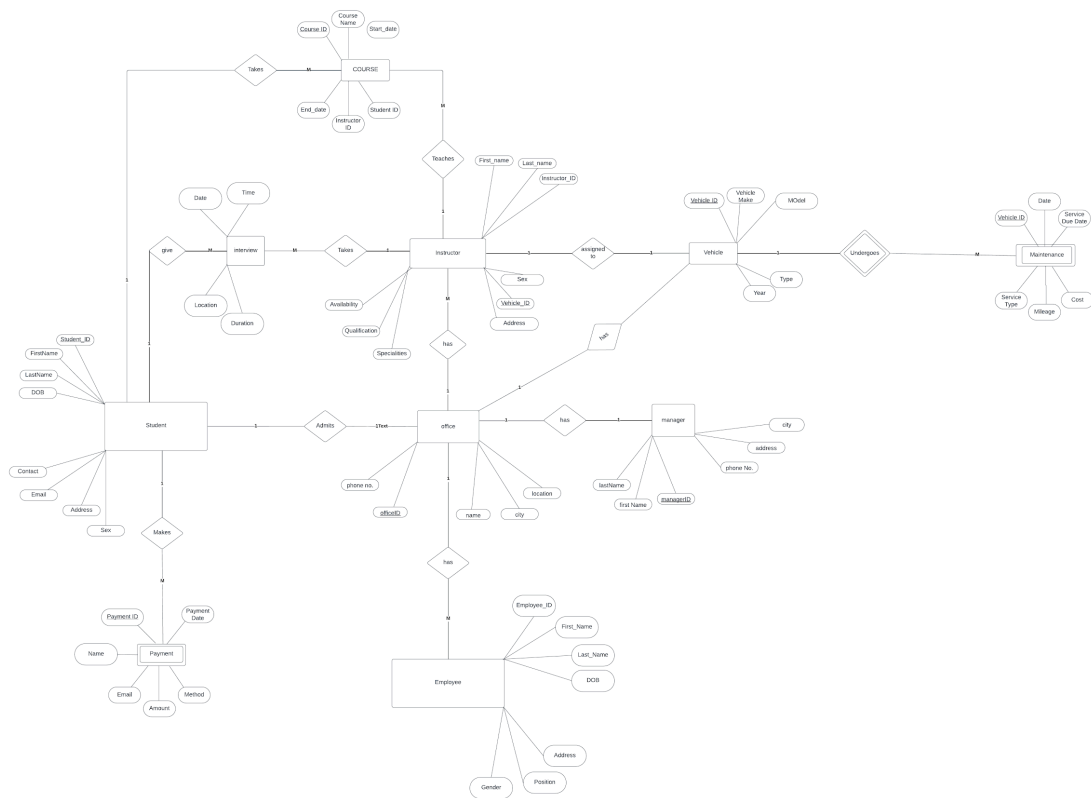 Course
Name
Course ID
Start_date
Takes
M
COURSE
End_date
Instructor
ID
Student ID
M
Teaches
1
First_name
Last_name
Instructor_ID
Date
Time
give
M
interview
M
Takes
1
Instructor
1
assigned
to
1
Vehicle
1
Undergoes
M
Maintenance
Vehicle ID
Vehicle
Make
MOdel
Type
Year
Date
Vehicle ID
Service
Due Date
Service
Type
Mileage
Cost
Location
Duration
Availability
Qualification
Specialities
Sex
Vehicle_ID
Address
M
has
1
1
1
has
1
Student_ID
FirstName
LastName
DOB
Student
1
Admits
1Text
office
1
has
1
manager
city
address
phone No.
lastName
first Name
managerID
Contact
Email
Address
Sex
phone no.
officeID
name
city
location
1
Makes
M
1
has
M
Payment ID
Payment
Date
Name
Payment
Email
Amount
Method
Employee_ID
First_Name
Last_Name
DOB
Employee
Address
Position
Gender